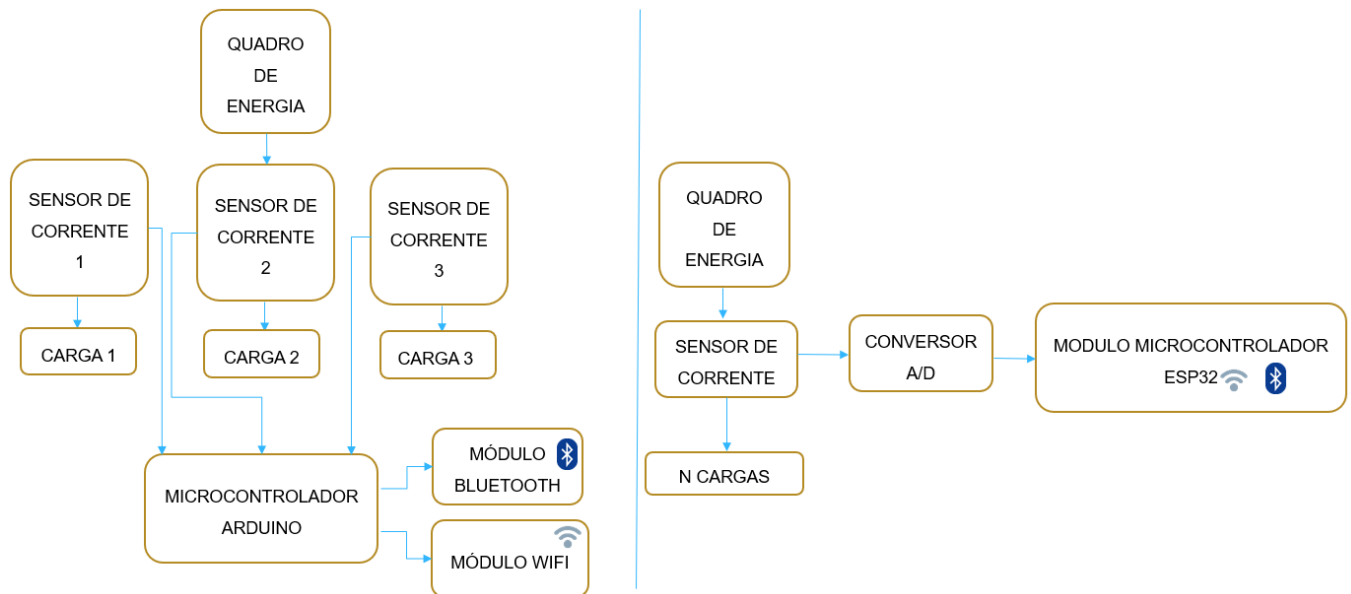 QUADRO
DE
ENERGIA
SENSOR DE
CORRENTE
1
SENSOR DE
CORRENTE
2
SENSOR DE
CORRENTE
3
CARGA 1
CARGA 2
CARGA 3
MICROCONTROLADOR
ARDUINO
MÓDULO
BLUETOOTH
MÓDULO WIFI
QUADRO
DE
ENERGIA
SENSOR DE
CORRENTE
CONVERSOR
A/D
MODULO MICROCONTROLADOR
ESP32
N CARGAS